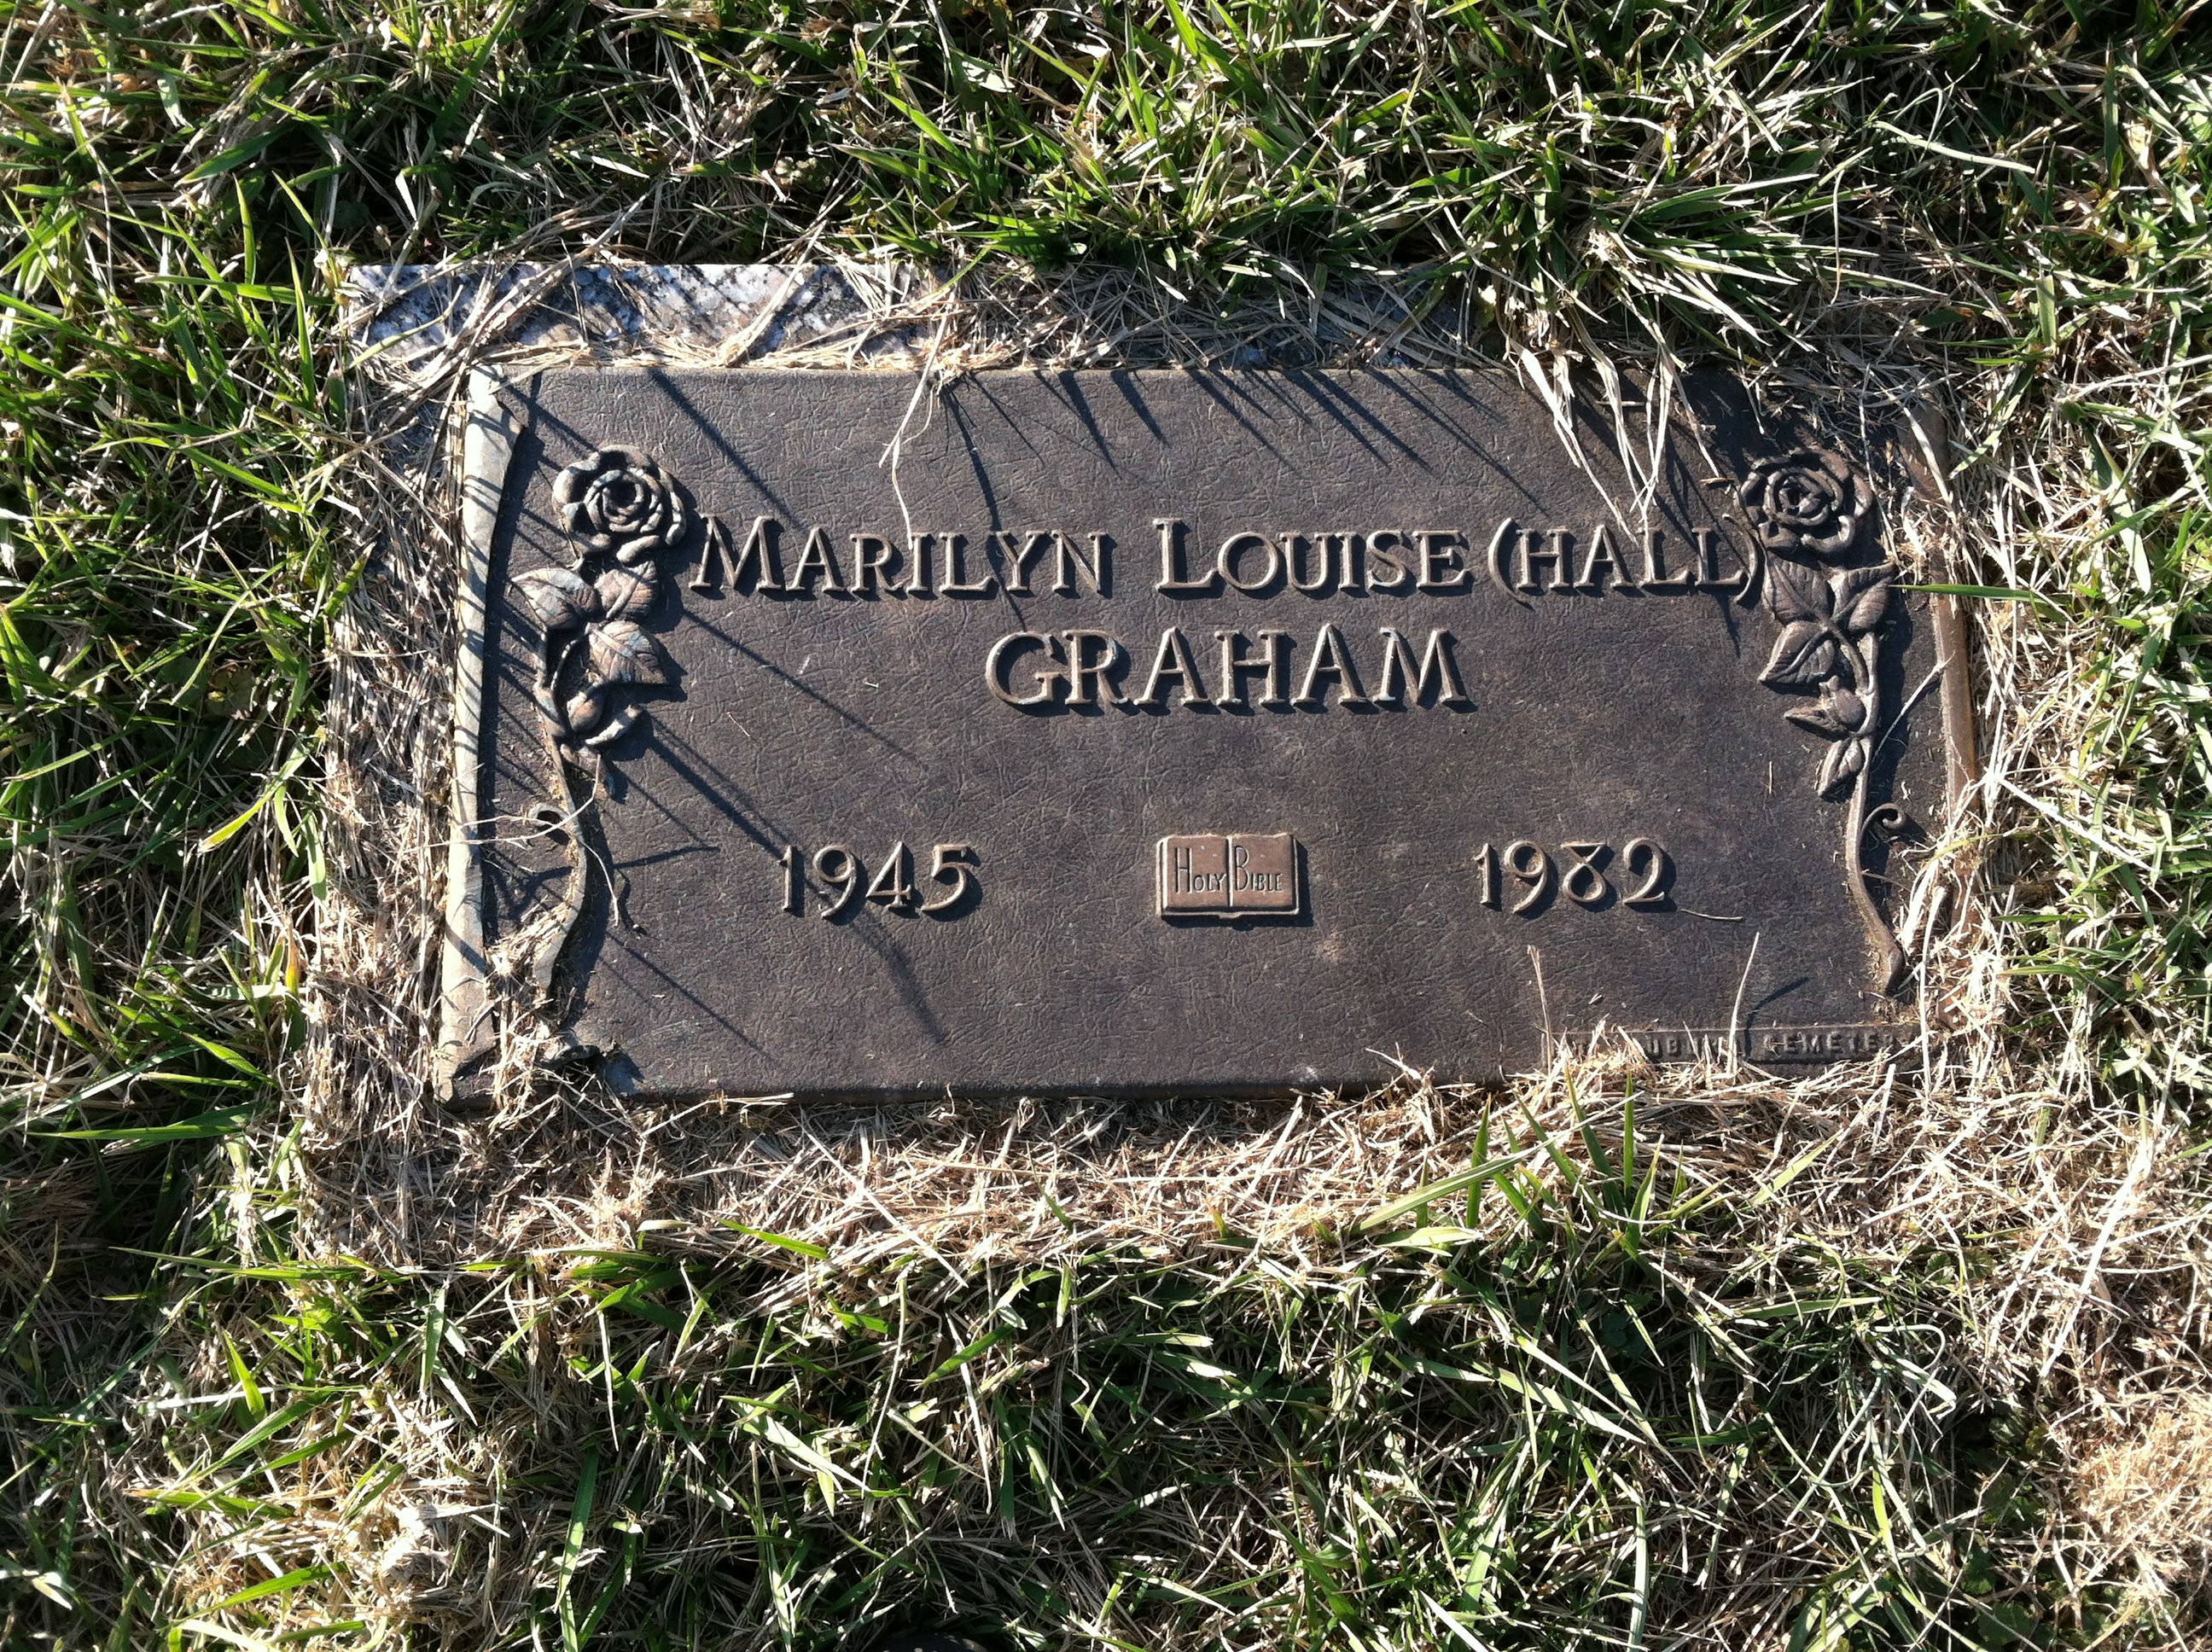 MARILYN LOUISE (HALL)
GRAHAM
1945 HOLY BIBLE 1982